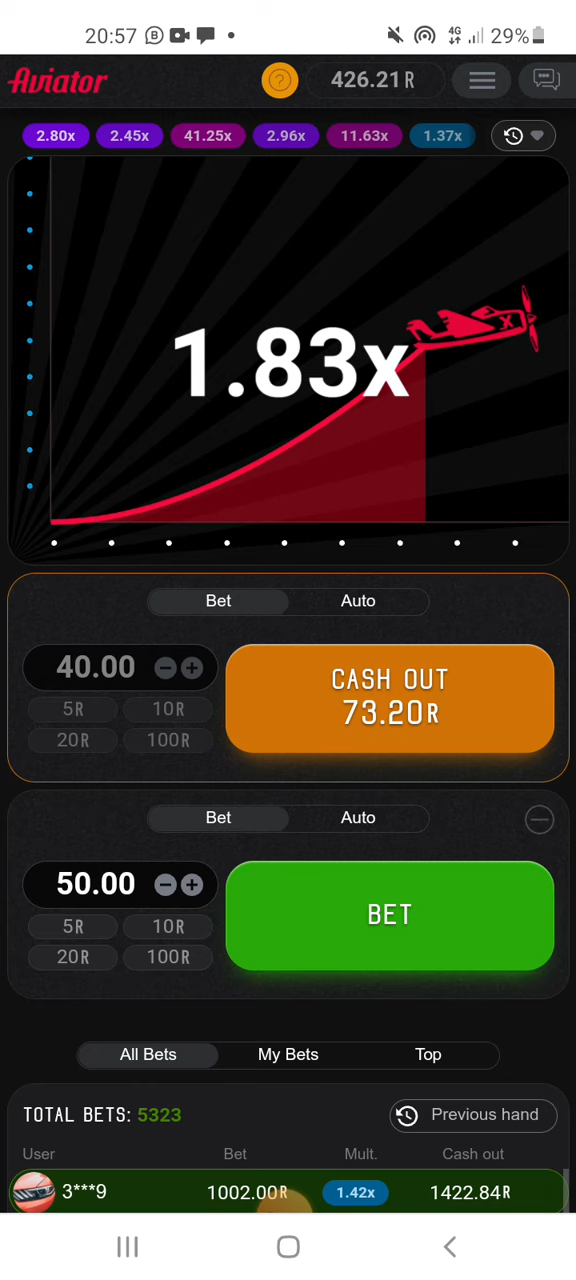 20:57 4G 29%
Aviator 426.21R
2.80x 2.45x 41.25x 2.96x 11.63x 1.37x
1.83x
X
Bet Auto
40.00 CASH OUT
73.20R
5R 10R
20R 100R
Bet Auto
50.00 BET
5R 10R
20R 100R
All Bets My Bets Top
TOTAL BETS: 5323 Previous hand
User Bet Mult. Cash out
3***9 1002.00R 1.42x 1422.84R